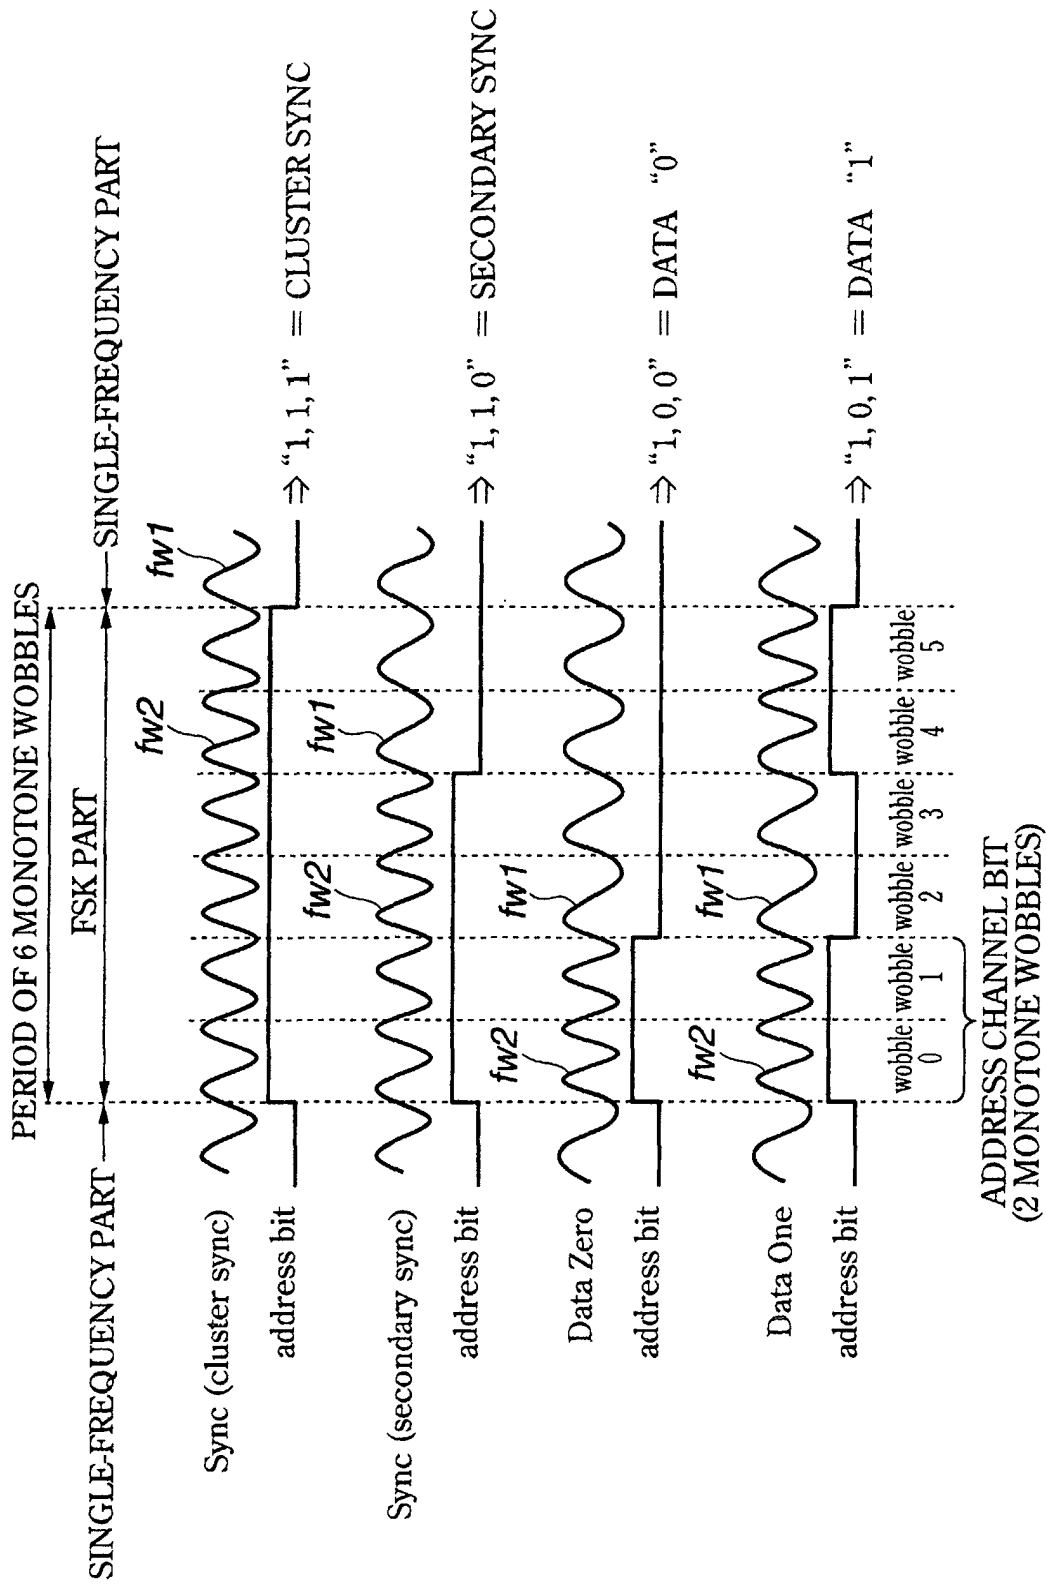 PERIOD OF 6 MONOTONE WOBBLES
SINGLE-FREQUENCY PART
FSK PART
SINGLE-FREQUENCY PART
fw2
fw1
Sync (cluster sync)
address bit
⇒ “1, 1, 1” = CLUSTER SYNC
fw2
fw1
Sync (secondary sync)
address bit
⇒ “1, 1, 0” = SECONDARY SYNC
fw2
fw1
Data Zero
address bit
⇒ “1, 0, 0” = DATA “0”
fw2
fw1
Data One
address bit
⇒ “1, 0, 1” = DATA “1”
wobble 0
wobble 1
wobble 2
wobble 3
wobble 4
wobble 5
ADDRESS CHANNEL BIT
(2 MONOTONE WOBBLES)